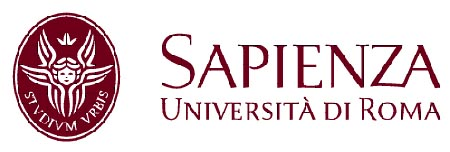 STVDIVM VRBIS
SAPIENZA
UNIVERSITÀ DI ROMA